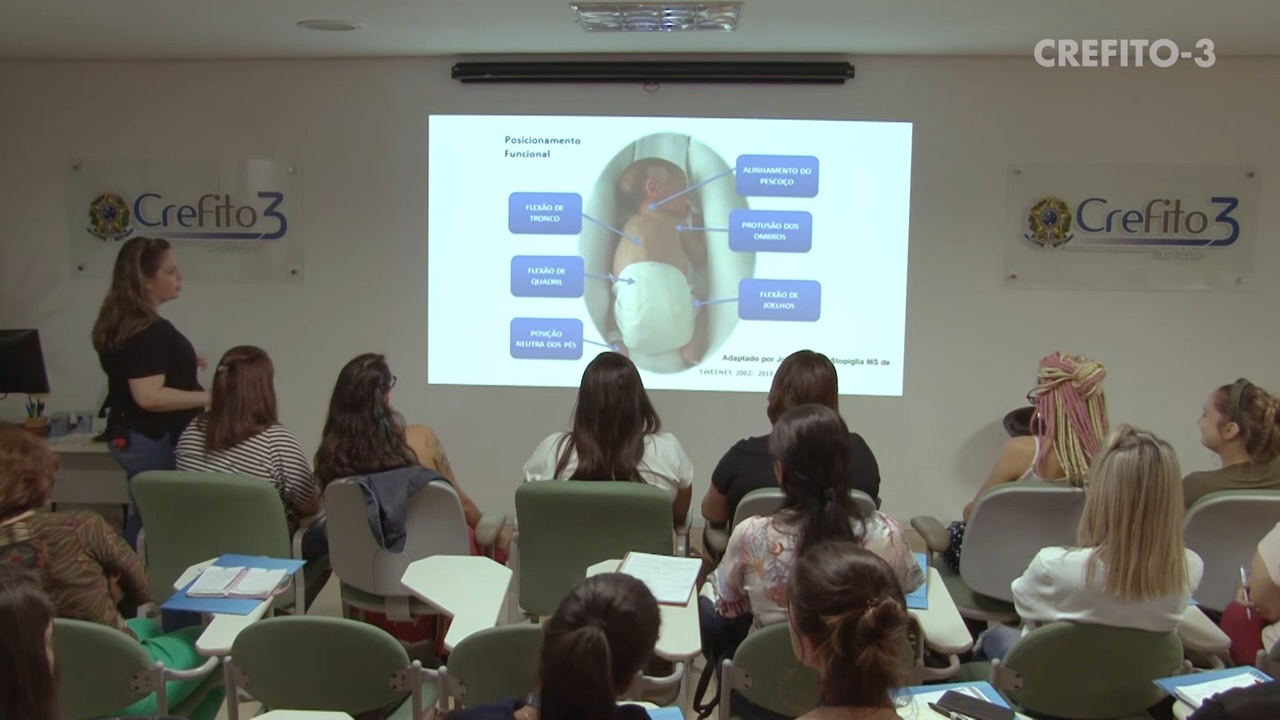 CREFITO-3
Posicionamento
Funcional
ALINHAMENTO DO
PESCOÇO
FLEXÃO DE
TRONCO
PROTUSÃO DOS
OMBROS
FLEXÃO DE
QUADRIL
FLEXÃO DE
JOELHOS
POSIÇÃO
NEUTRA DOS PÉS
Adaptado por Stopiglia MS de
SWEENEY, 2002; 2010
CreFito3
CreFito3